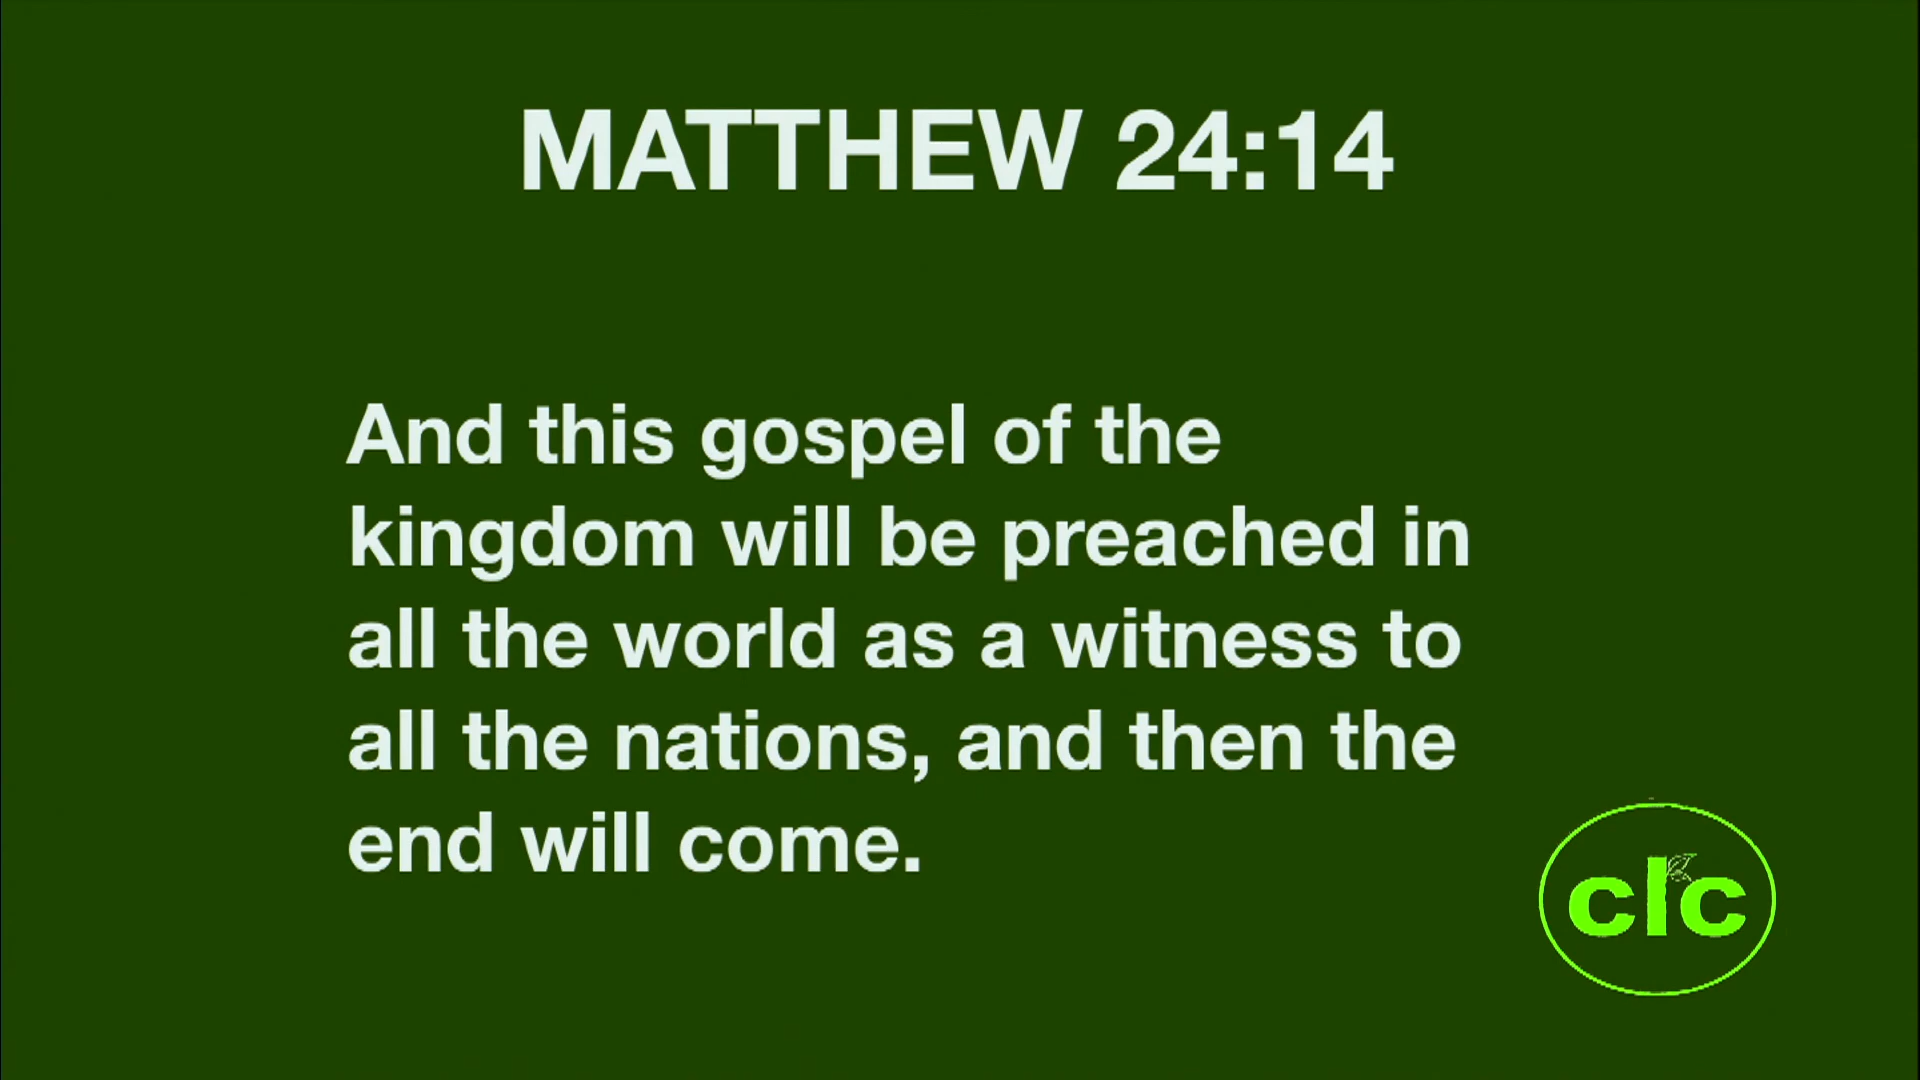 MATTHEW 24:14
And this gospel of the
kingdom will be preached in
all the world as a witness to
all the nations, and then the
end will come.
clc